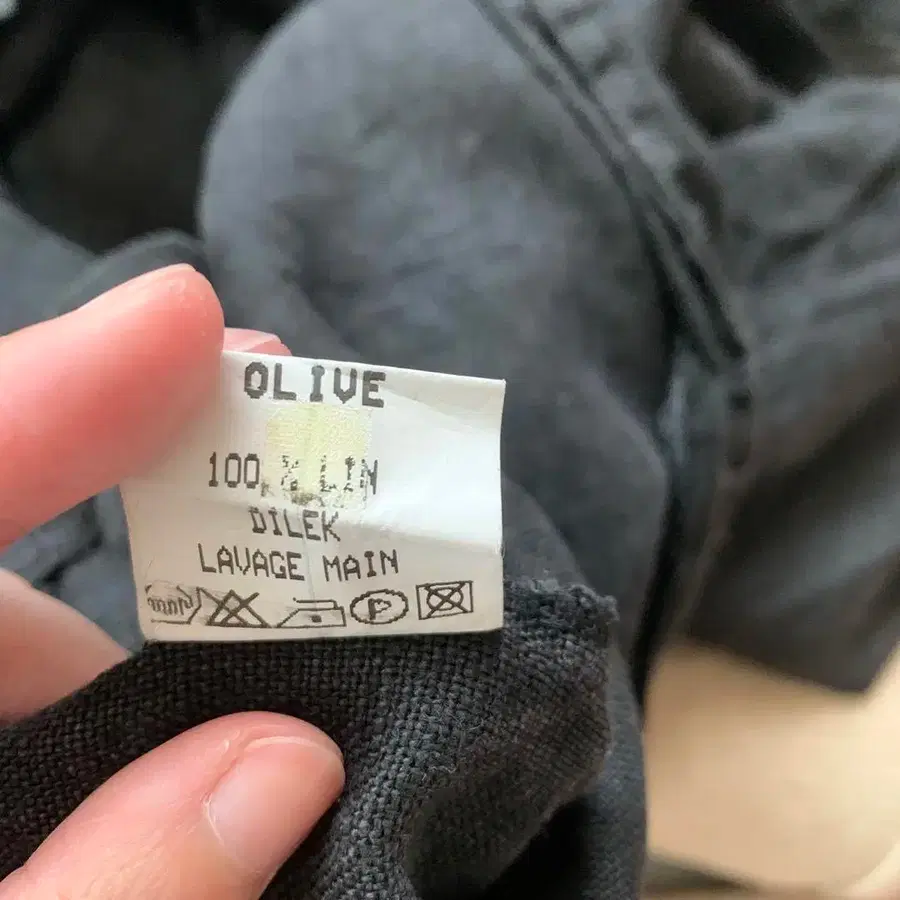 OLIVE
100 % LIN
DILEK
LAVAGE MAIN
P